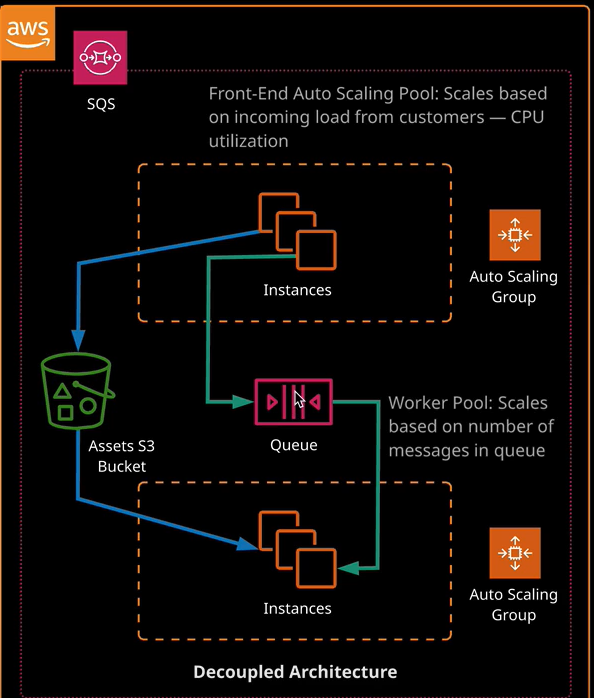 aws
SQS
Front-End Auto Scaling Pool: Scales based
on incoming load from customers — CPU
utilization
Instances
Auto Scaling
Group
Assets S3
Bucket
Queue
Worker Pool: Scales
based on number of
messages in queue
Instances
Auto Scaling
Group
Decoupled Architecture